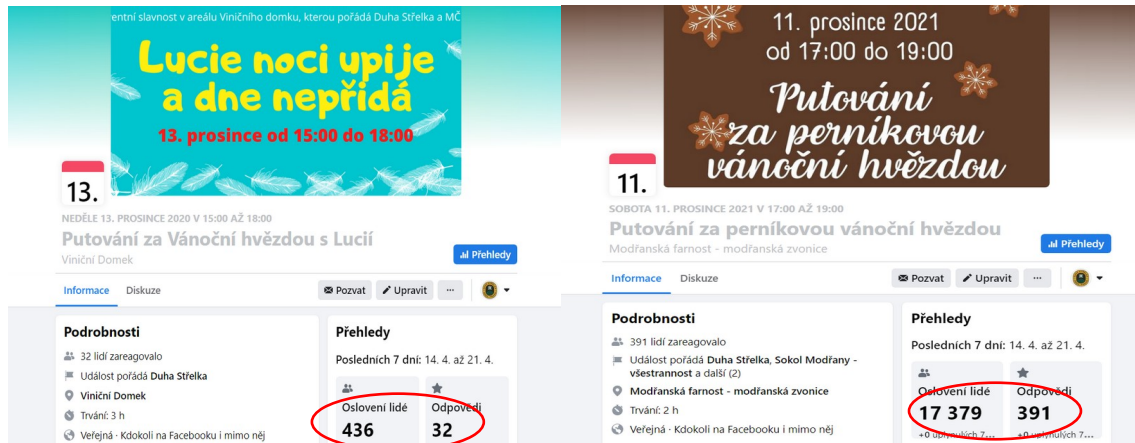 entní slavnost v areálu Viničního domku, kterou pořádá Duha Střelka a MČ
Lucie noci upije
a dne nepřidá
13. prosince od 15:00 do 18:00
13.
NEDĚLE 13. PROSINCE 2020 V 15:00 AŽ 18:00
Putování za Vánoční hvězdou s Lucií
Viniční Domek
Přehledy
Informace
Diskuze
Pozvat
Upravit
Podrobnosti
32 lidí zareagovalo
Událost pořádá Duha Střelka
Viniční Domek
Trvání: 3 h
Veřejná · Kdokoli na Facebooku i mimo něj
Přehledy
Posledních 7 dní: 14. 4. až 21. 4.
Oslovení lidé
436
Odpovědi
32
11. prosince 2021
od 17:00 do 19:00
Putování
za perníkovou
vánoční hvězdou
11.
SOBOTA 11. PROSINCE 2021 V 17:00 AŽ 19:00
Putování za perníkovou vánoční hvězdou
Modřanská farnost - modřanská zvonice
Přehledy
Informace
Diskuze
Pozvat
Upravit
Podrobnosti
391 lidí zareagovalo
Událost pořádá Duha Střelka, Sokol Modřany -
všestrannost a další (2)
Modřanská farnost - modřanská zvonice
Trvání: 2 h
Veřejná · Kdokoli na Facebooku i mimo něj
Přehledy
Posledních 7 dní: 14. 4. až 21. 4.
Oslovení lidé
17 379
+0 uplynulých 7...
Odpovědi
391
+0 uplynulých 7...